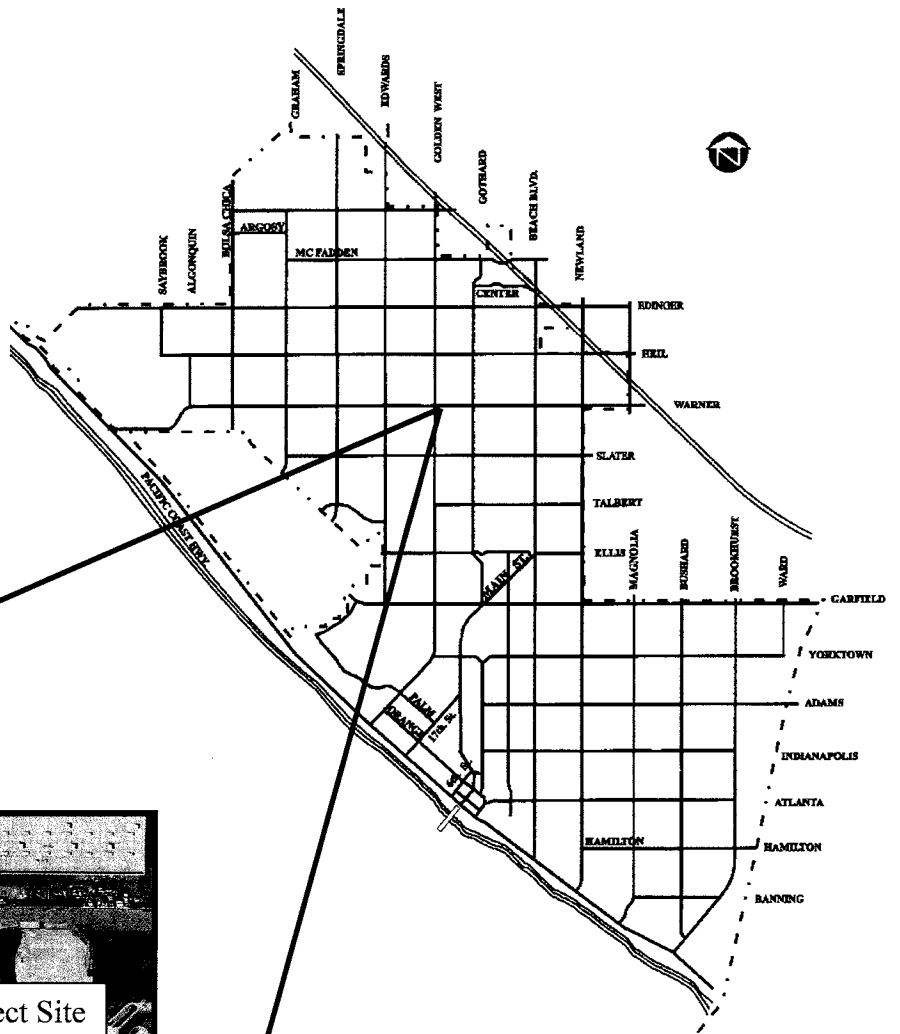 SPRINGDALE
GRAHAM
EDWARDS
GOLDEN WEST
GOTHARD
BEACH BLVD.
NEWLAND
N
BOLSA CHICA
ARGOSY
SAYBROOK
ALGONQUIN
MC FADDEN
CENTER
EDINGER
HEIL
WARNER
SLATER
PACIFIC COAST HWY.
TALBERT
ELLIS
MAIN ST.
MAGNOLIA
BUSHARD
BROOKHURST
WARD
GARFIELD
YORKTOWN
PALM
ORANGE
17th. St.
ADAMS
INDIANAPOLIS
ATLANTA
HAMILTON
HAMILTON
BANNING
ect Site